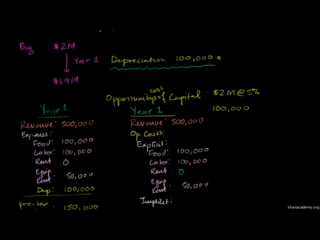 Buy: $2M
Year 1
$1.9M
Depreciation 100,000
Opportunity cost of Capital: $2M @ 5%
100,000
Year 1
Revenue: 500,000
Expenses:
Food: 100,000
Labor: 100,000
Rent 0
Equip Rent: 50,000
Dep: 100,000
pre-tax 150,000
Year 1
Revenue: 500,000
Op Costs:
Explicit:
Food: 100,000
Labor: 100,000
Rent 0
Equip Rent: 50,000
Implicit:
khanacademy.org